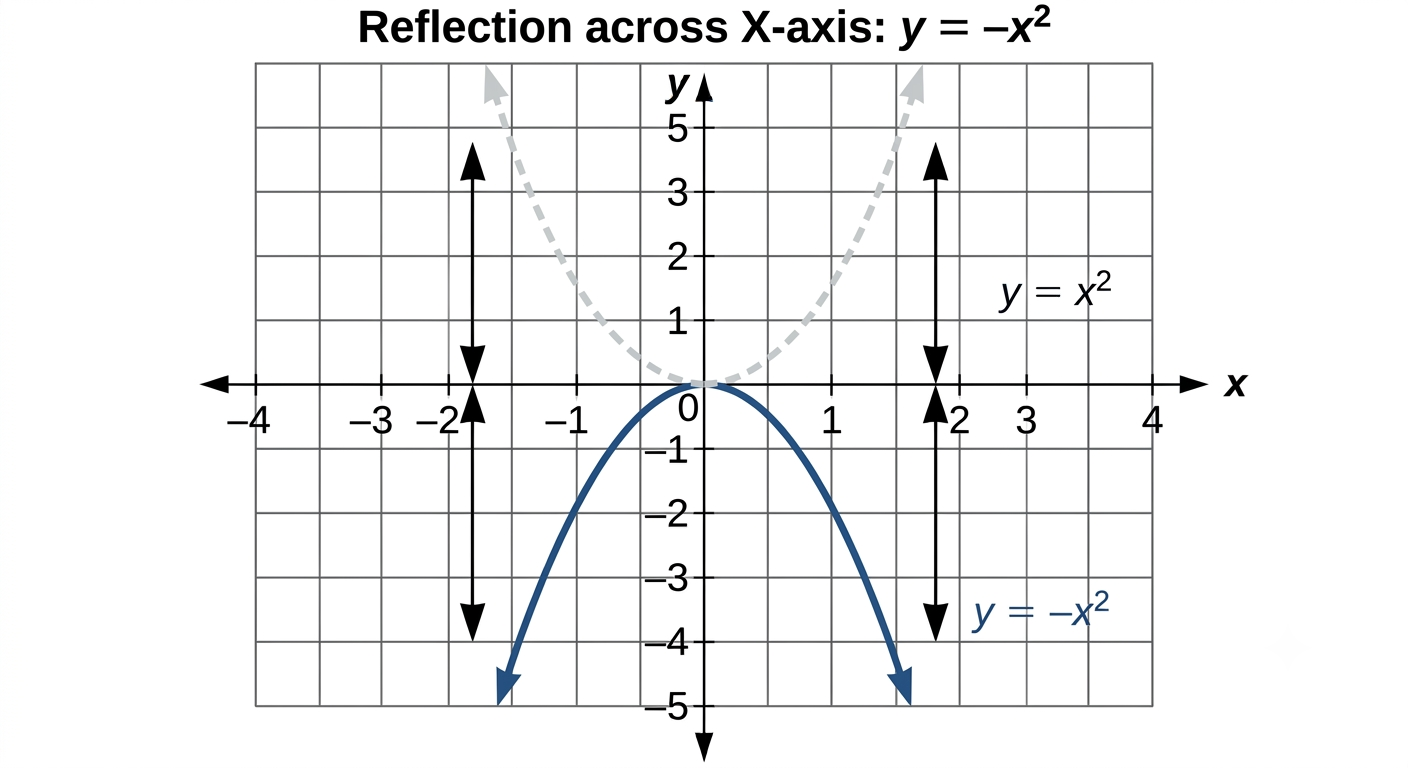 Reflection across X-axis: y = –x²
y
5
3
2
y = x²
1
x
–4 –3 –2 –1 0 1 2 3 4
–1
–2
–3
y = –x²
–4
–5